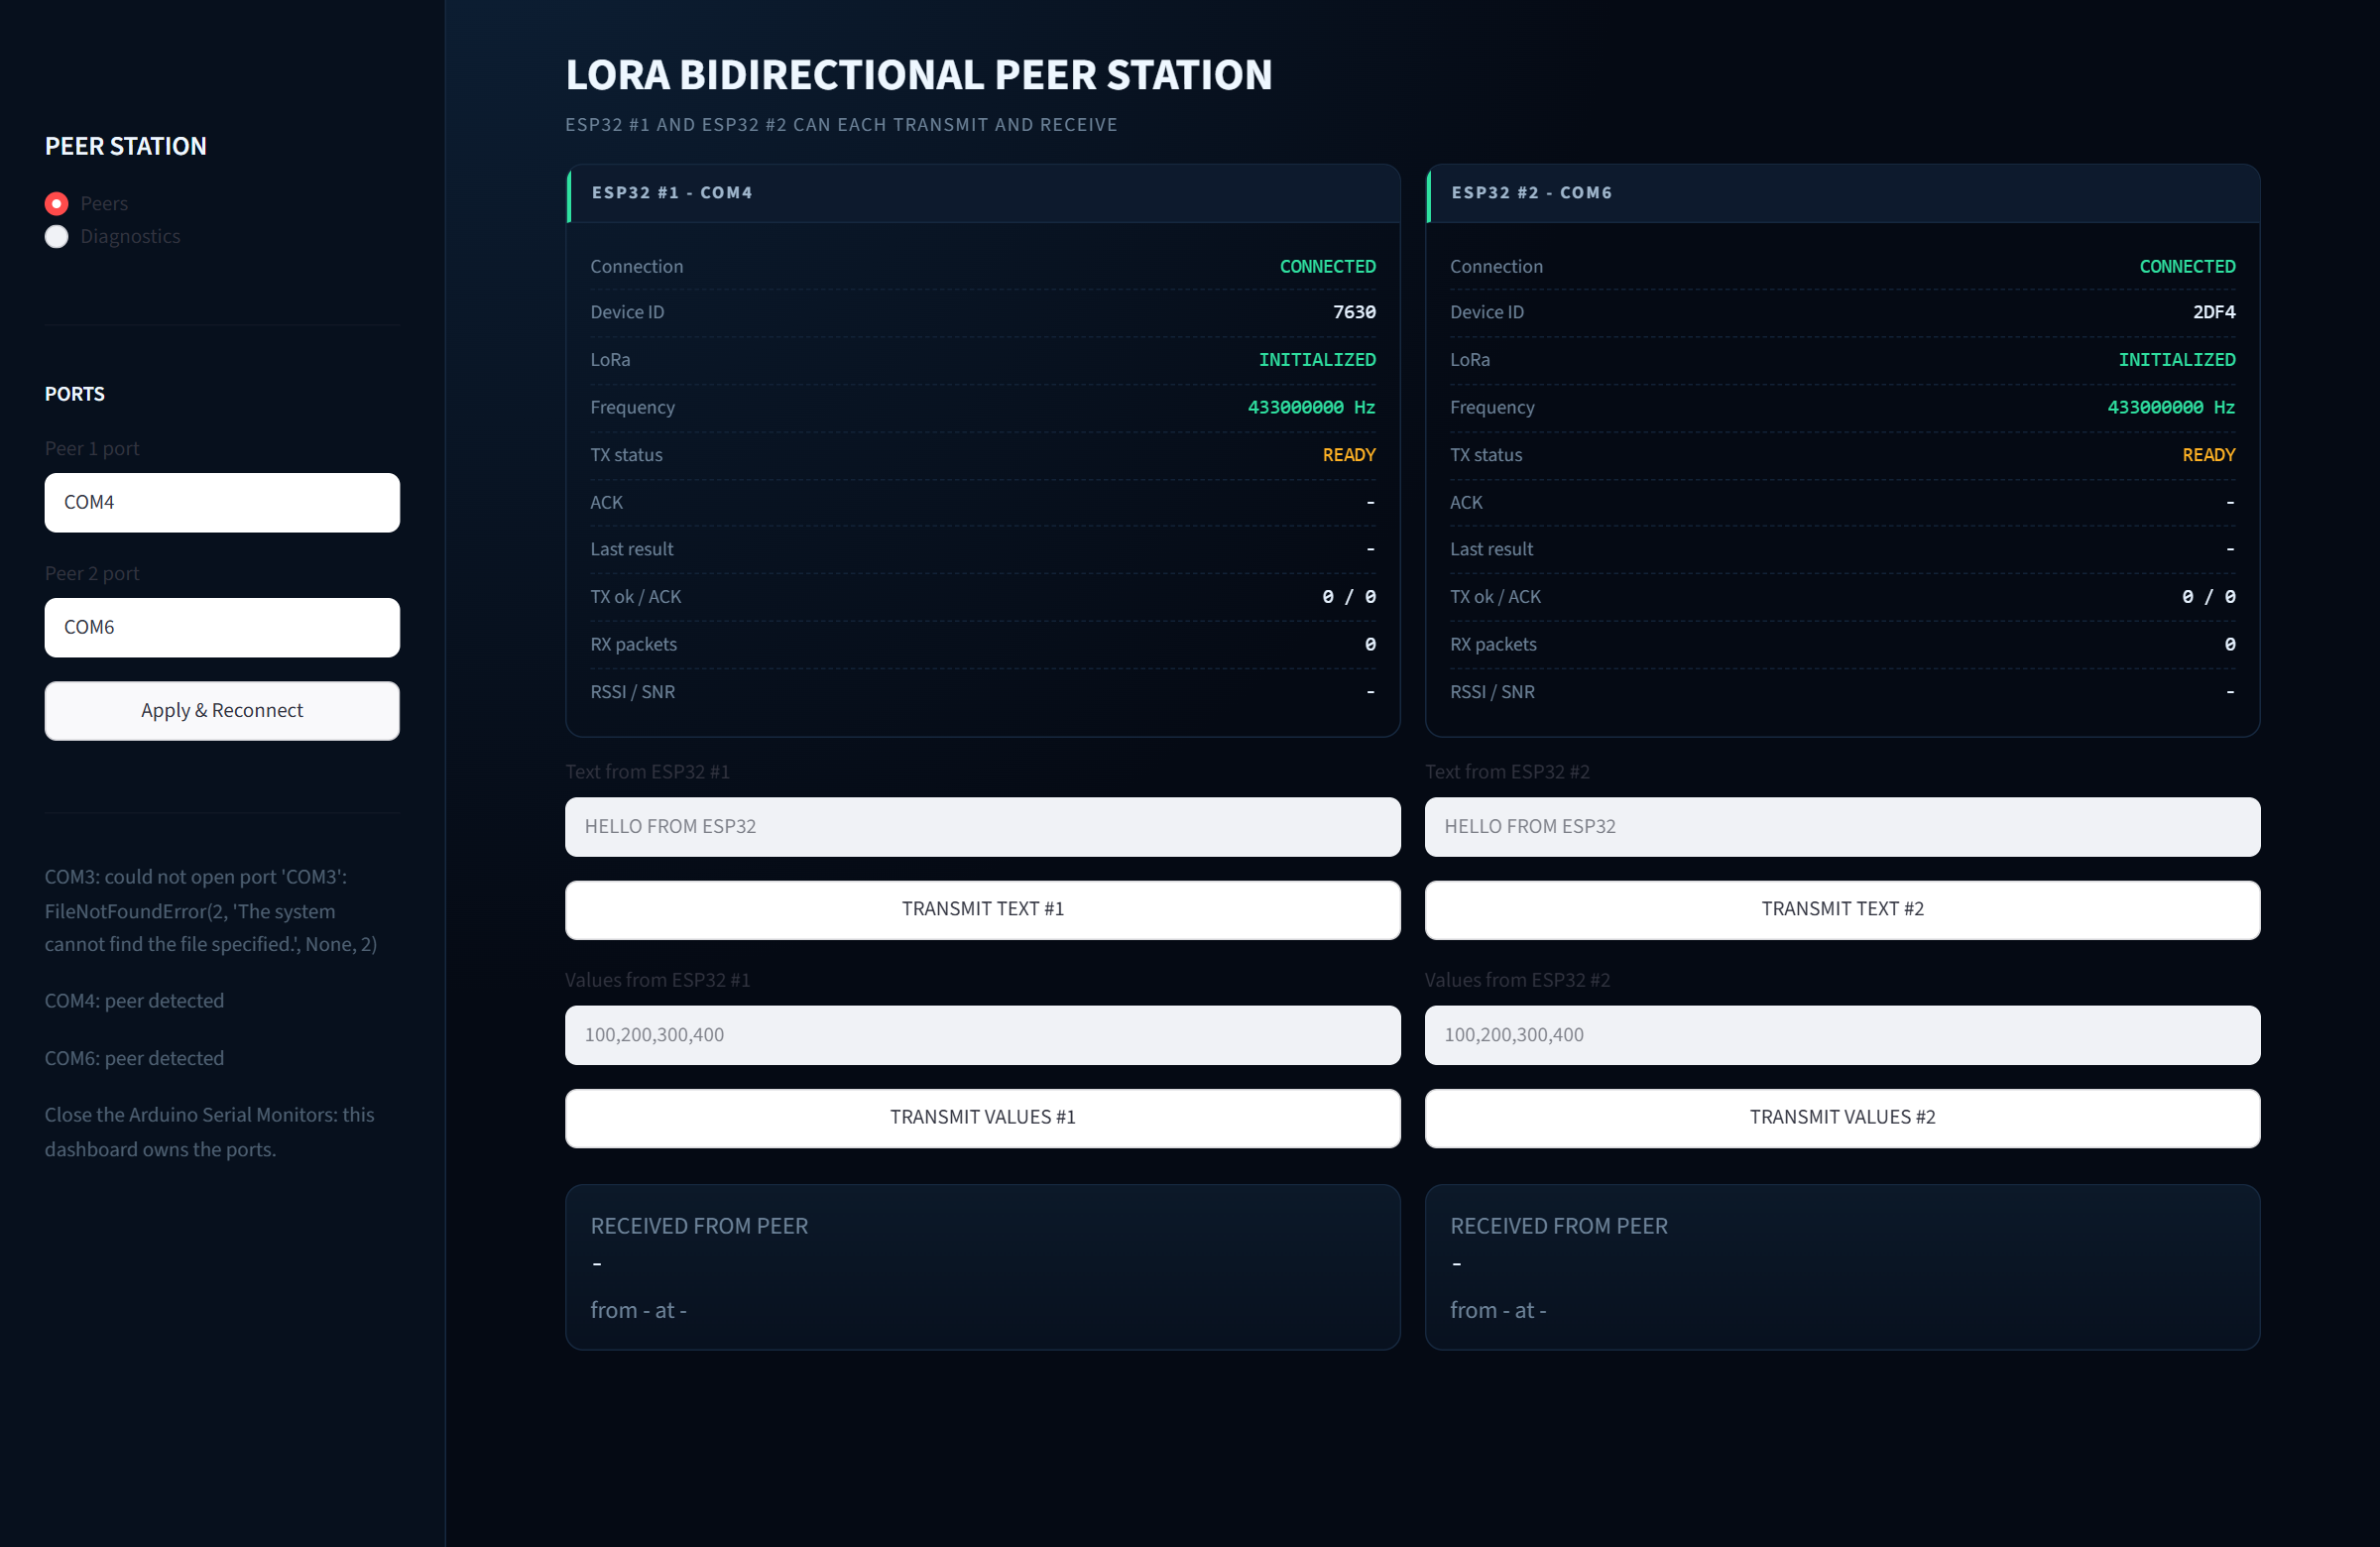 PEER STATION
Peers
Diagnostics
PORTS
Peer 1 port
COM4
Peer 2 port
COM6
Apply & Reconnect
COM3: could not open port 'COM3':
FileNotFoundError(2, 'The system
cannot find the file specified.', None, 2)
COM4: peer detected
COM6: peer detected
Close the Arduino Serial Monitors: this
dashboard owns the ports.
LORA BIDIRECTIONAL PEER STATION
ESP32 #1 AND ESP32 #2 CAN EACH TRANSMIT AND RECEIVE
ESP32 #1 - COM4
Connection CONNECTED
Device ID 7630
LoRa INITIALIZED
Frequency 433000000 Hz
TX status READY
ACK -
Last result -
TX ok / ACK 0 / 0
RX packets 0
RSSI / SNR -
Text from ESP32 #1
HELLO FROM ESP32
TRANSMIT TEXT #1
Values from ESP32 #1
100,200,300,400
TRANSMIT VALUES #1
RECEIVED FROM PEER
-
from - at -
ESP32 #2 - COM6
Connection CONNECTED
Device ID 2DF4
LoRa INITIALIZED
Frequency 433000000 Hz
TX status READY
ACK -
Last result -
TX ok / ACK 0 / 0
RX packets 0
RSSI / SNR -
Text from ESP32 #2
HELLO FROM ESP32
TRANSMIT TEXT #2
Values from ESP32 #2
100,200,300,400
TRANSMIT VALUES #2
RECEIVED FROM PEER
-
from - at -